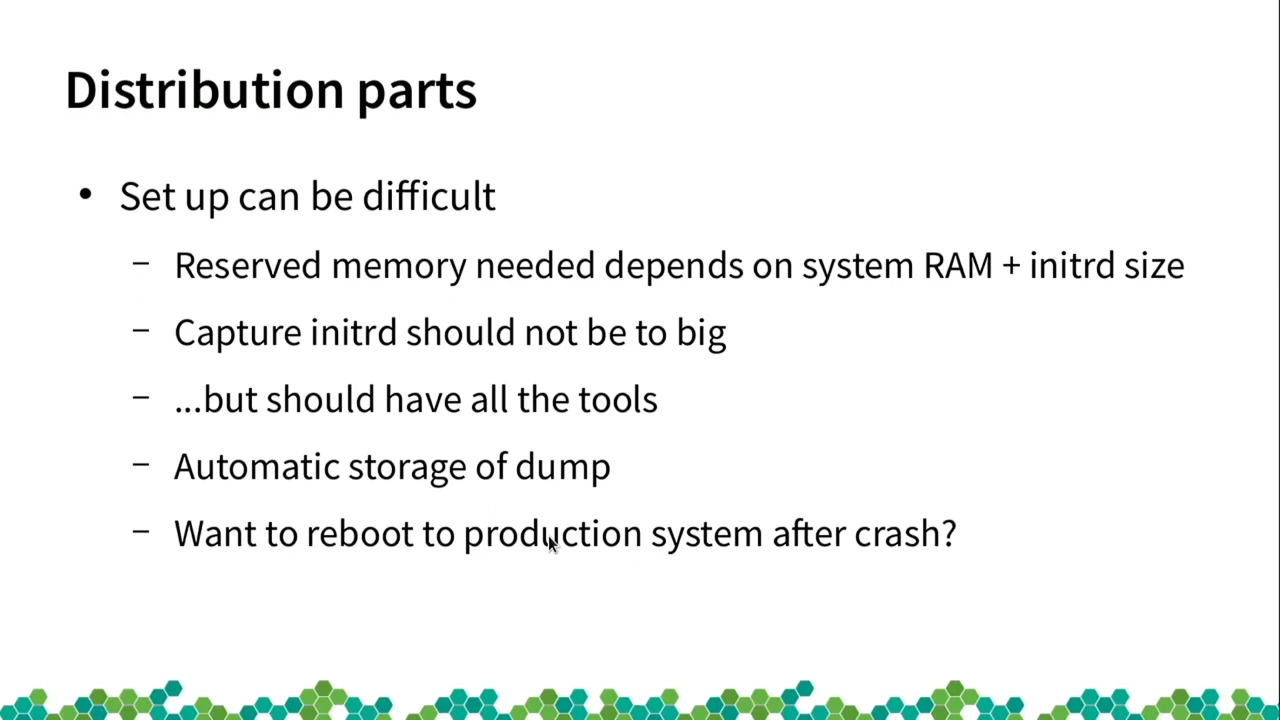 Distribution parts
• Set up can be difficult
– Reserved memory needed depends on system RAM + initrd size
– Capture initrd should not be to big
– ...but should have all the tools
– Automatic storage of dump
– Want to reboot to production system after crash?